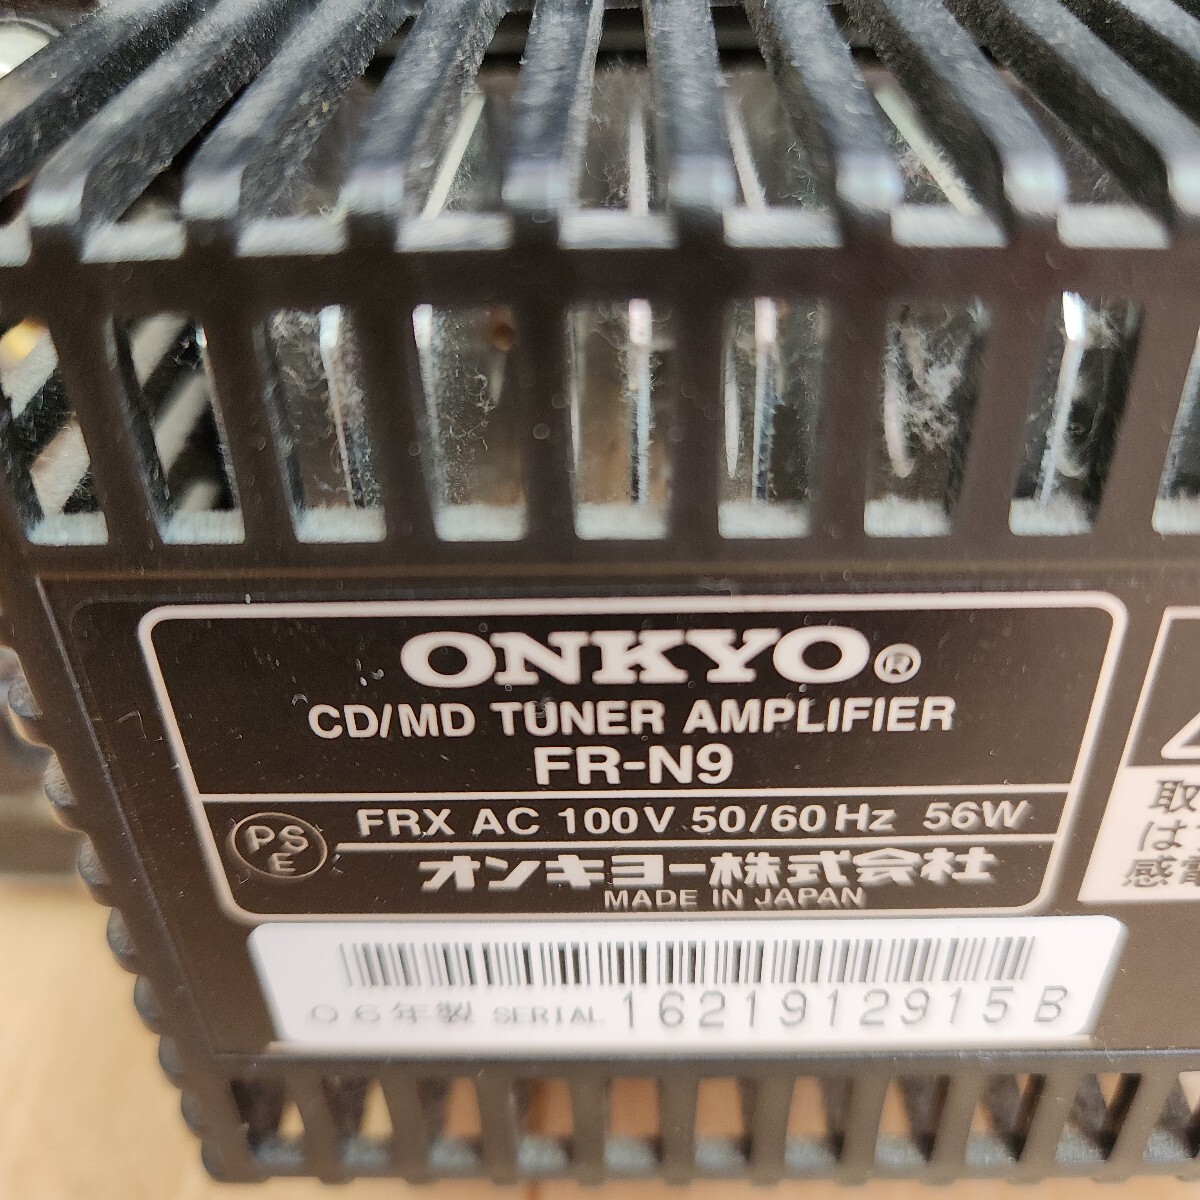 ONKYO®
CD/MD TUNER AMPLIFIER
FR-N9
PSE
FRX AC 100V 50/60Hz 56W
オンキヨー株式会社
MADE IN JAPAN
06年製 SERIAL 1621912915B
取
は
感電